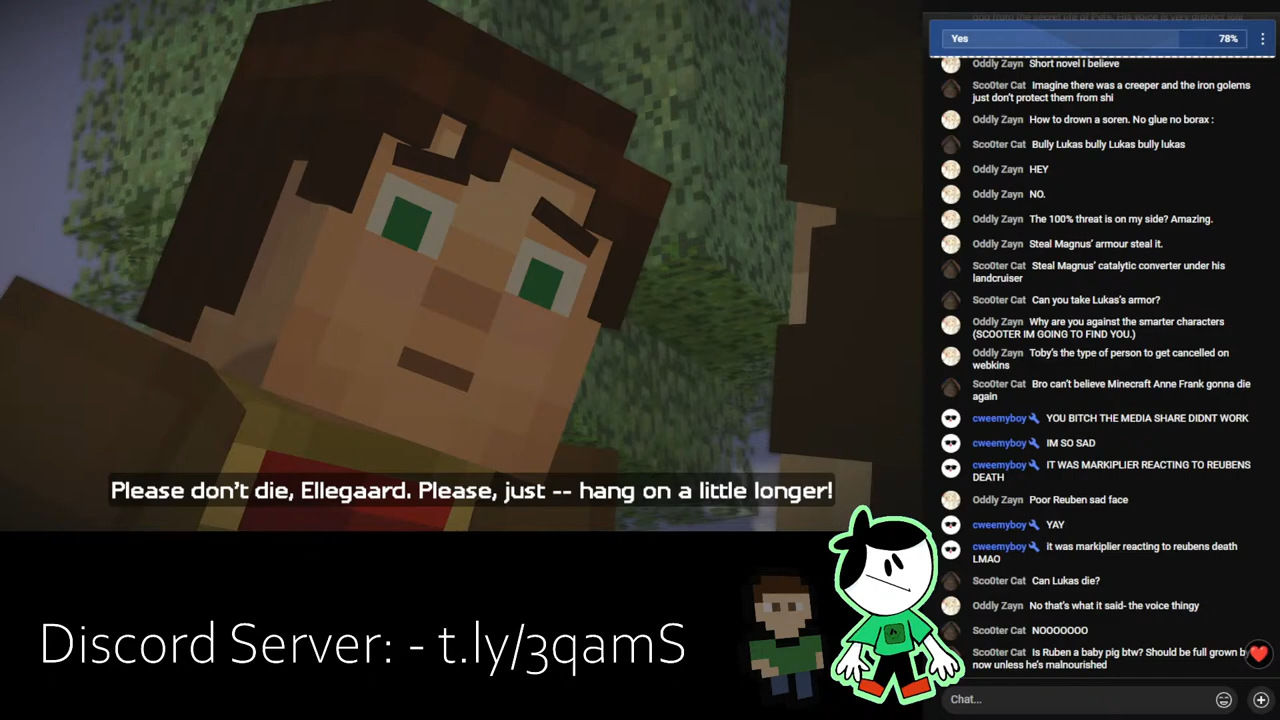 Please don't die, Ellegaard. Please, just -- hang on a little longer!
Discord Server: - t.ly/3qamS
Yes 78%
Oddly Zayn Short novel I believe
Sco0ter Cat Imagine there was a creeper and the iron golems
just don't protect them from shi
Oddly Zayn How to drown a soren. No glue no borax :
Sco0ter Cat Bully Lukas bully Lukas bully lukas
Oddly Zayn HEY
Oddly Zayn NO.
Oddly Zayn The 100% threat is on my side? Amazing.
Oddly Zayn Steal Magnus' armour steal it.
Sco0ter Cat Steal Magnus' catalytic converter under his
landcruiser
Sco0ter Cat Can you take Lukas's armor?
Oddly Zayn Why are you against the smarter characters
(SCOOTER IM GOING TO FIND YOU.)
Oddly Zayn Toby's the type of person to get cancelled on
webkins
Sco0ter Cat Bro can't believe Minecraft Anne Frank gonna die
again
cweemyboy YOU BITCH THE MEDIA SHARE DIDNT WORK
cweemyboy IM SO SAD
cweemyboy IT WAS MARKIPLIER REACTING TO REUBENS
DEATH
Oddly Zayn Poor Reuben sad face
cweemyboy YAY
cweemyboy it was markiplier reacting to reubens death
LMAO
Sco0ter Cat Can Lukas die?
Oddly Zayn No that's what it said- the voice thingy
Sco0ter Cat NOOOOOOO
Sco0ter Cat Is Ruben a baby pig btw? Should be full grown
now unless he's malnourished
Chat...